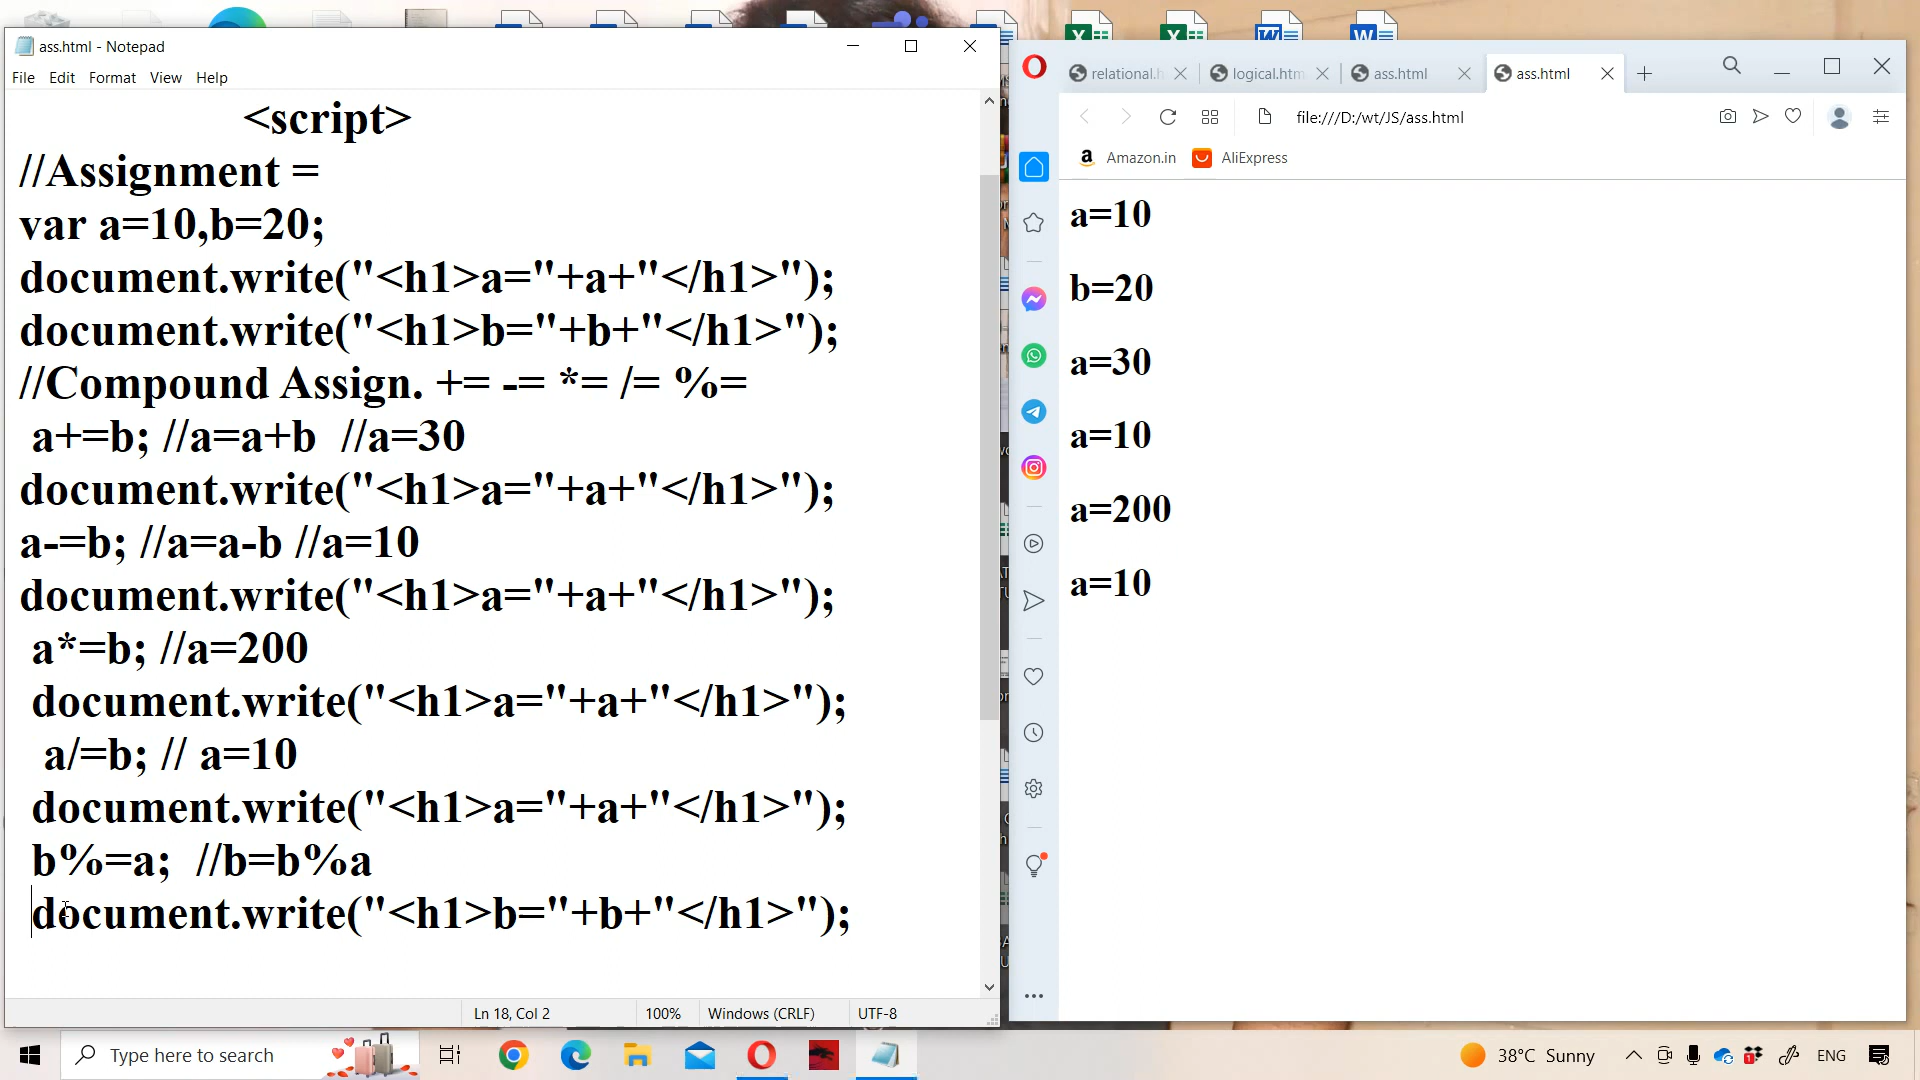 ass.html - Notepad
File Edit Format View Help
<script>
//Assignment =
var a=10,b=20;
document.write("<h1>a="+a+"</h1>");
document.write("<h1>b="+b+"</h1>");
//Compound Assign. += -= *= /= %=
a+=b; //a=a+b //a=30
document.write("<h1>a="+a+"</h1>");
a-=b; //a=a-b //a=10
document.write("<h1>a="+a+"</h1>");
a*=b; //a=200
document.write("<h1>a="+a+"</h1>");
a/=b; // a=10
document.write("<h1>a="+a+"</h1>");
b%=a; //b=b%a
document.write("<h1>b="+b+"</h1>");
Ln 18, Col 2 100% Windows (CRLF) UTF-8
relational.h logical.htm ass.html ass.html
file:///D:/wt/JS/ass.html
Amazon.in AliExpress
a=10
b=20
a=30
a=10
a=200
a=10
Type here to search
38°C Sunny ENG